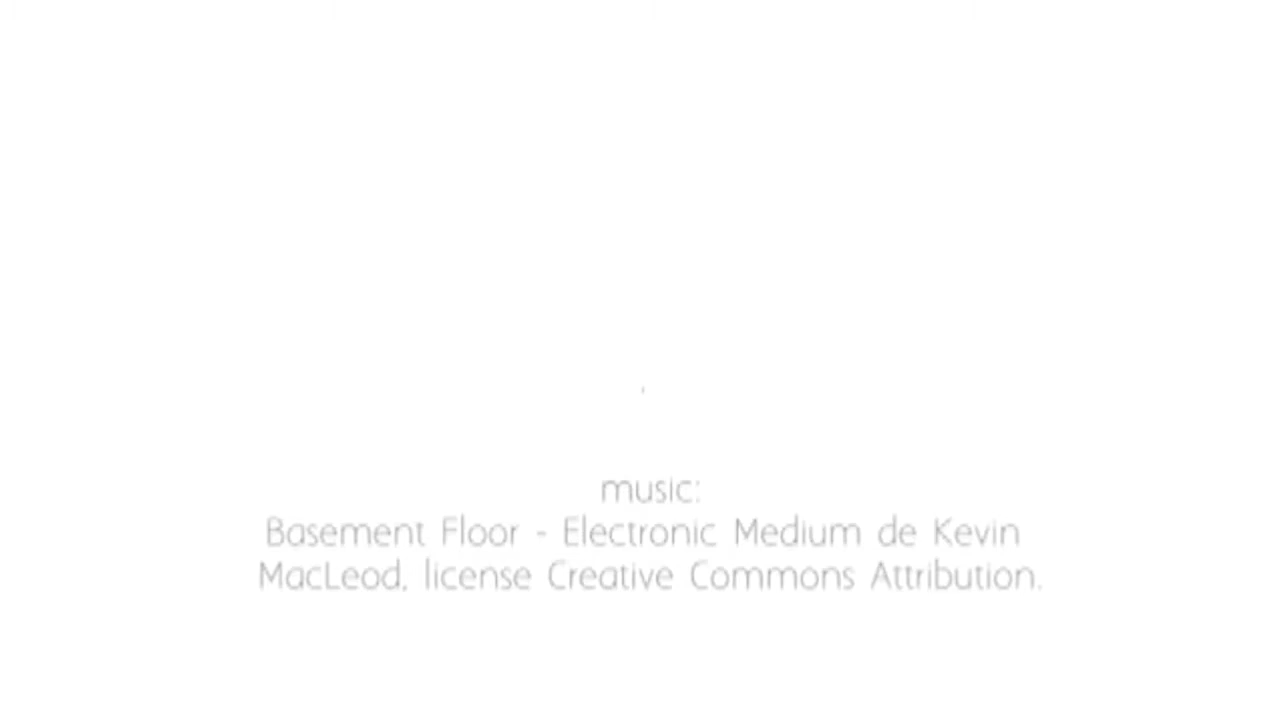 music:
Basement Floor - Electronic Medium de Kevin
MacLeod, license Creative Commons Attribution.